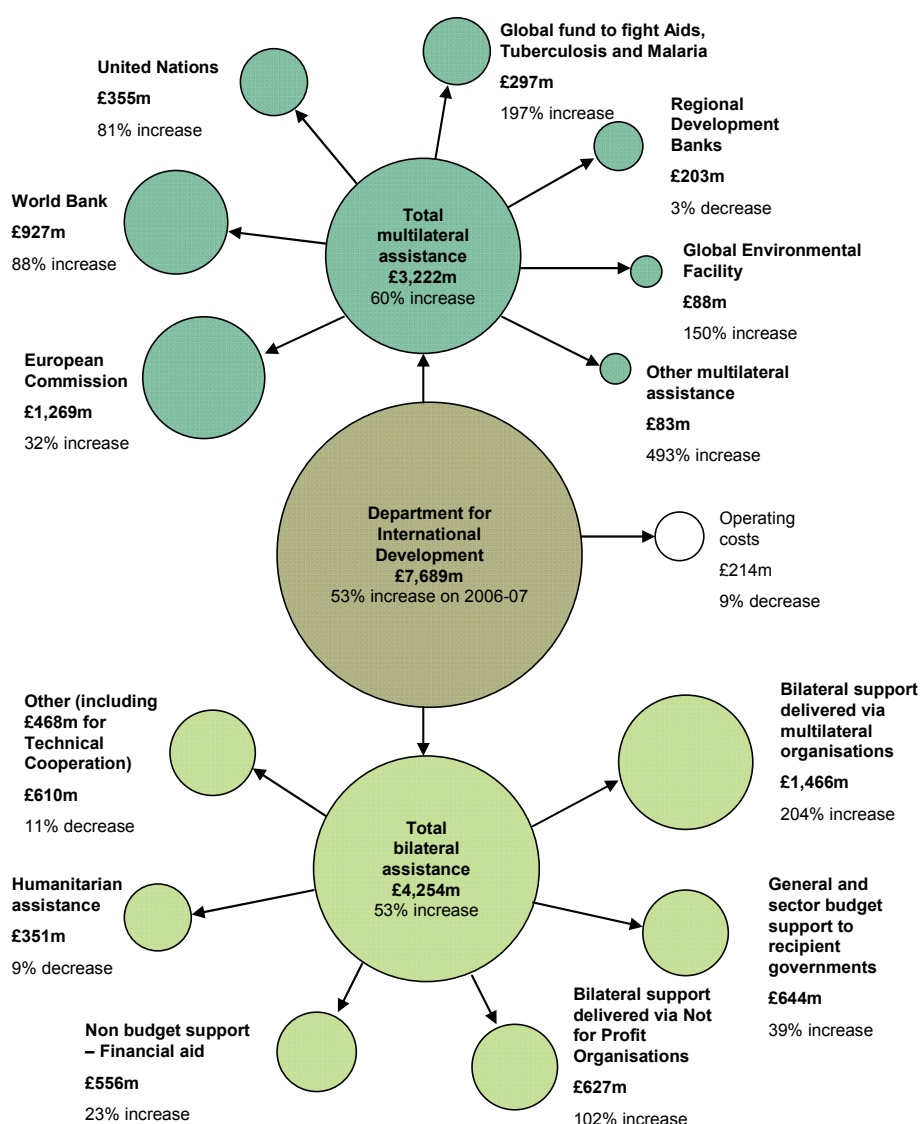 Global fund to fight Aids,
Tuberculosis and Malaria
£297m
197% increase
United Nations
£355m
81% increase
Regional
Development
Banks
£203m
3% decrease
World Bank
£927m
88% increase
Total
multilateral
assistance
£3,222m
60% increase
Global Environmental
Facility
£88m
150% increase
European
Commission
£1,269m
32% increase
Other multilateral
assistance
£83m
493% increase
Department for
International
Development
£7,689m
53% increase on 2006-07
Operating
costs
£214m
9% decrease
Other (including
£468m for
Technical
Cooperation)
£610m
11% decrease
Bilateral support
delivered via
multilateral
organisations
£1,466m
204% increase
Total
bilateral
assistance
£4,254m
53% increase
Humanitarian
assistance
£351m
9% decrease
General and
sector budget
support to
recipient
governments
£644m
39% increase
Non budget support
– Financial aid
£556m
23% increase
Bilateral support
delivered via Not
for Profit
Organisations
£627m
102% increase